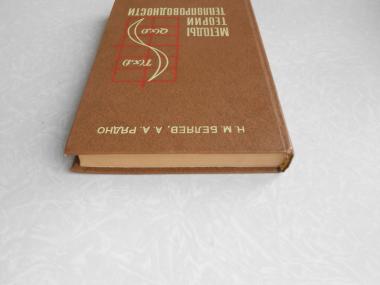 Н. М. БЕЛЯЕВ, А. А. РЯДНО
T(x,t)
Q(x,t)
МЕТОДЫ
ТЕОРИИ
ТЕПЛОПРОВОДНОСТИ